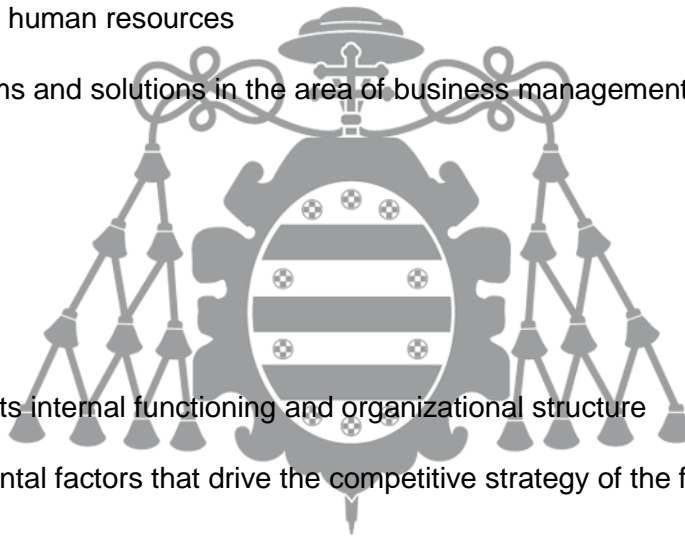 human resources
ms and solutions in the area of business management
ts internal functioning and organizational structure
ntal factors that drive the competitive strategy of the f